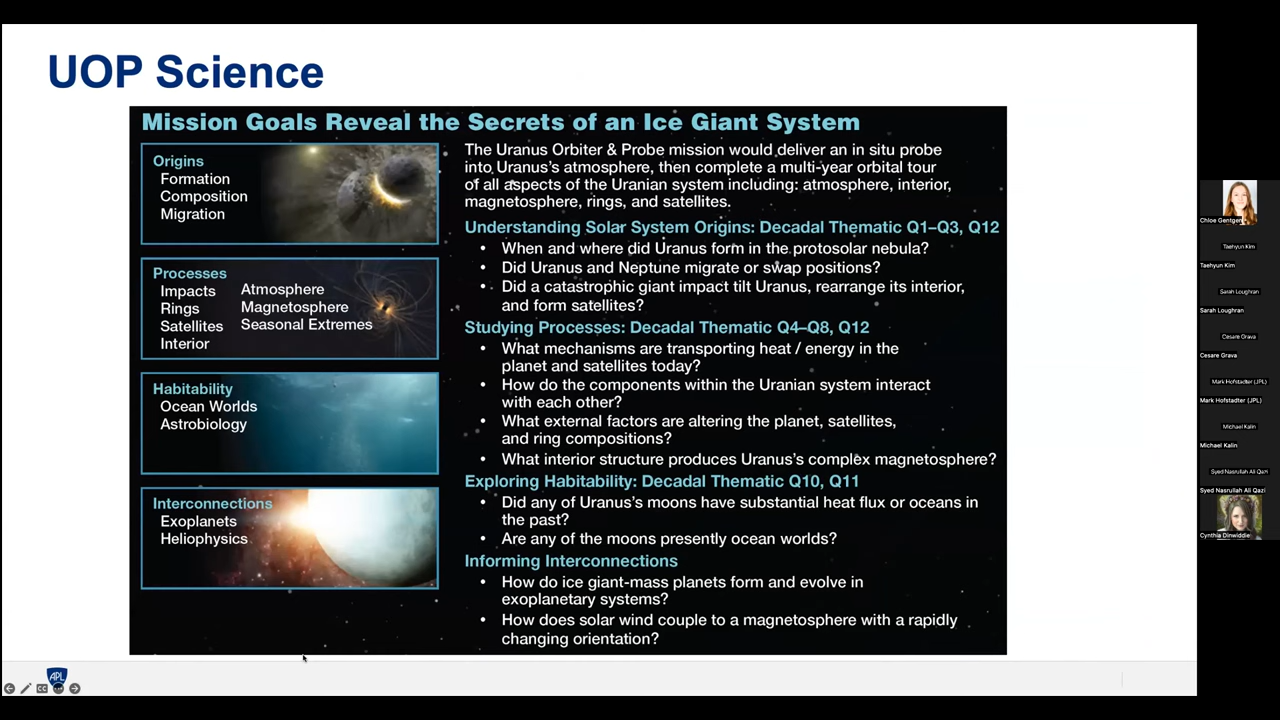 UOP Science
Mission Goals Reveal the Secrets of an Ice Giant System
Origins
Formation
Composition
Migration
Processes
Impacts
Rings
Satellites
Interior
Atmosphere
Magnetosphere
Seasonal Extremes
Habitability
Ocean Worlds
Astrobiology
Interconnections
Exoplanets
Heliophysics
The Uranus Orbiter & Probe mission would deliver an in situ probe
into Uranus's atmosphere, then complete a multi-year orbital tour
of all aspects of the Uranian system including: atmosphere, interior,
magnetosphere, rings, and satellites.
Understanding Solar System Origins: Decadal Thematic Q1–Q3, Q12
• When and where did Uranus form in the protosolar nebula?
• Did Uranus and Neptune migrate or swap positions?
• Did a catastrophic giant impact tilt Uranus, rearrange its interior,
and form satellites?
Studying Processes: Decadal Thematic Q4–Q8, Q12
• What mechanisms are transporting heat / energy in the
planet and satellites today?
• How do the components within the Uranian system interact
with each other?
• What external factors are altering the planet, satellites,
and ring compositions?
• What interior structure produces Uranus's complex magnetosphere?
Exploring Habitability: Decadal Thematic Q10, Q11
• Did any of Uranus's moons have substantial heat flux or oceans in
the past?
• Are any of the moons presently ocean worlds?
Informing Interconnections
• How do ice giant-mass planets form and evolve in
exoplanetary systems?
• How does solar wind couple to a magnetosphere with a rapidly
changing orientation?
APL
CC
Chloe Gentgen
Taehyun Kim
Taehyun Kim
Sarah Loughran
Sarah Loughran
Cesare Grava
Cesare Grava
Mark Hofstadter (JPL)
Mark Hofstadter (JPL)
Michael Kalin
Michael Kalin
Syed Nasrullah Ali Qazi
Syed Nasrullah Ali Qazi
Cynthia Dinwiddie